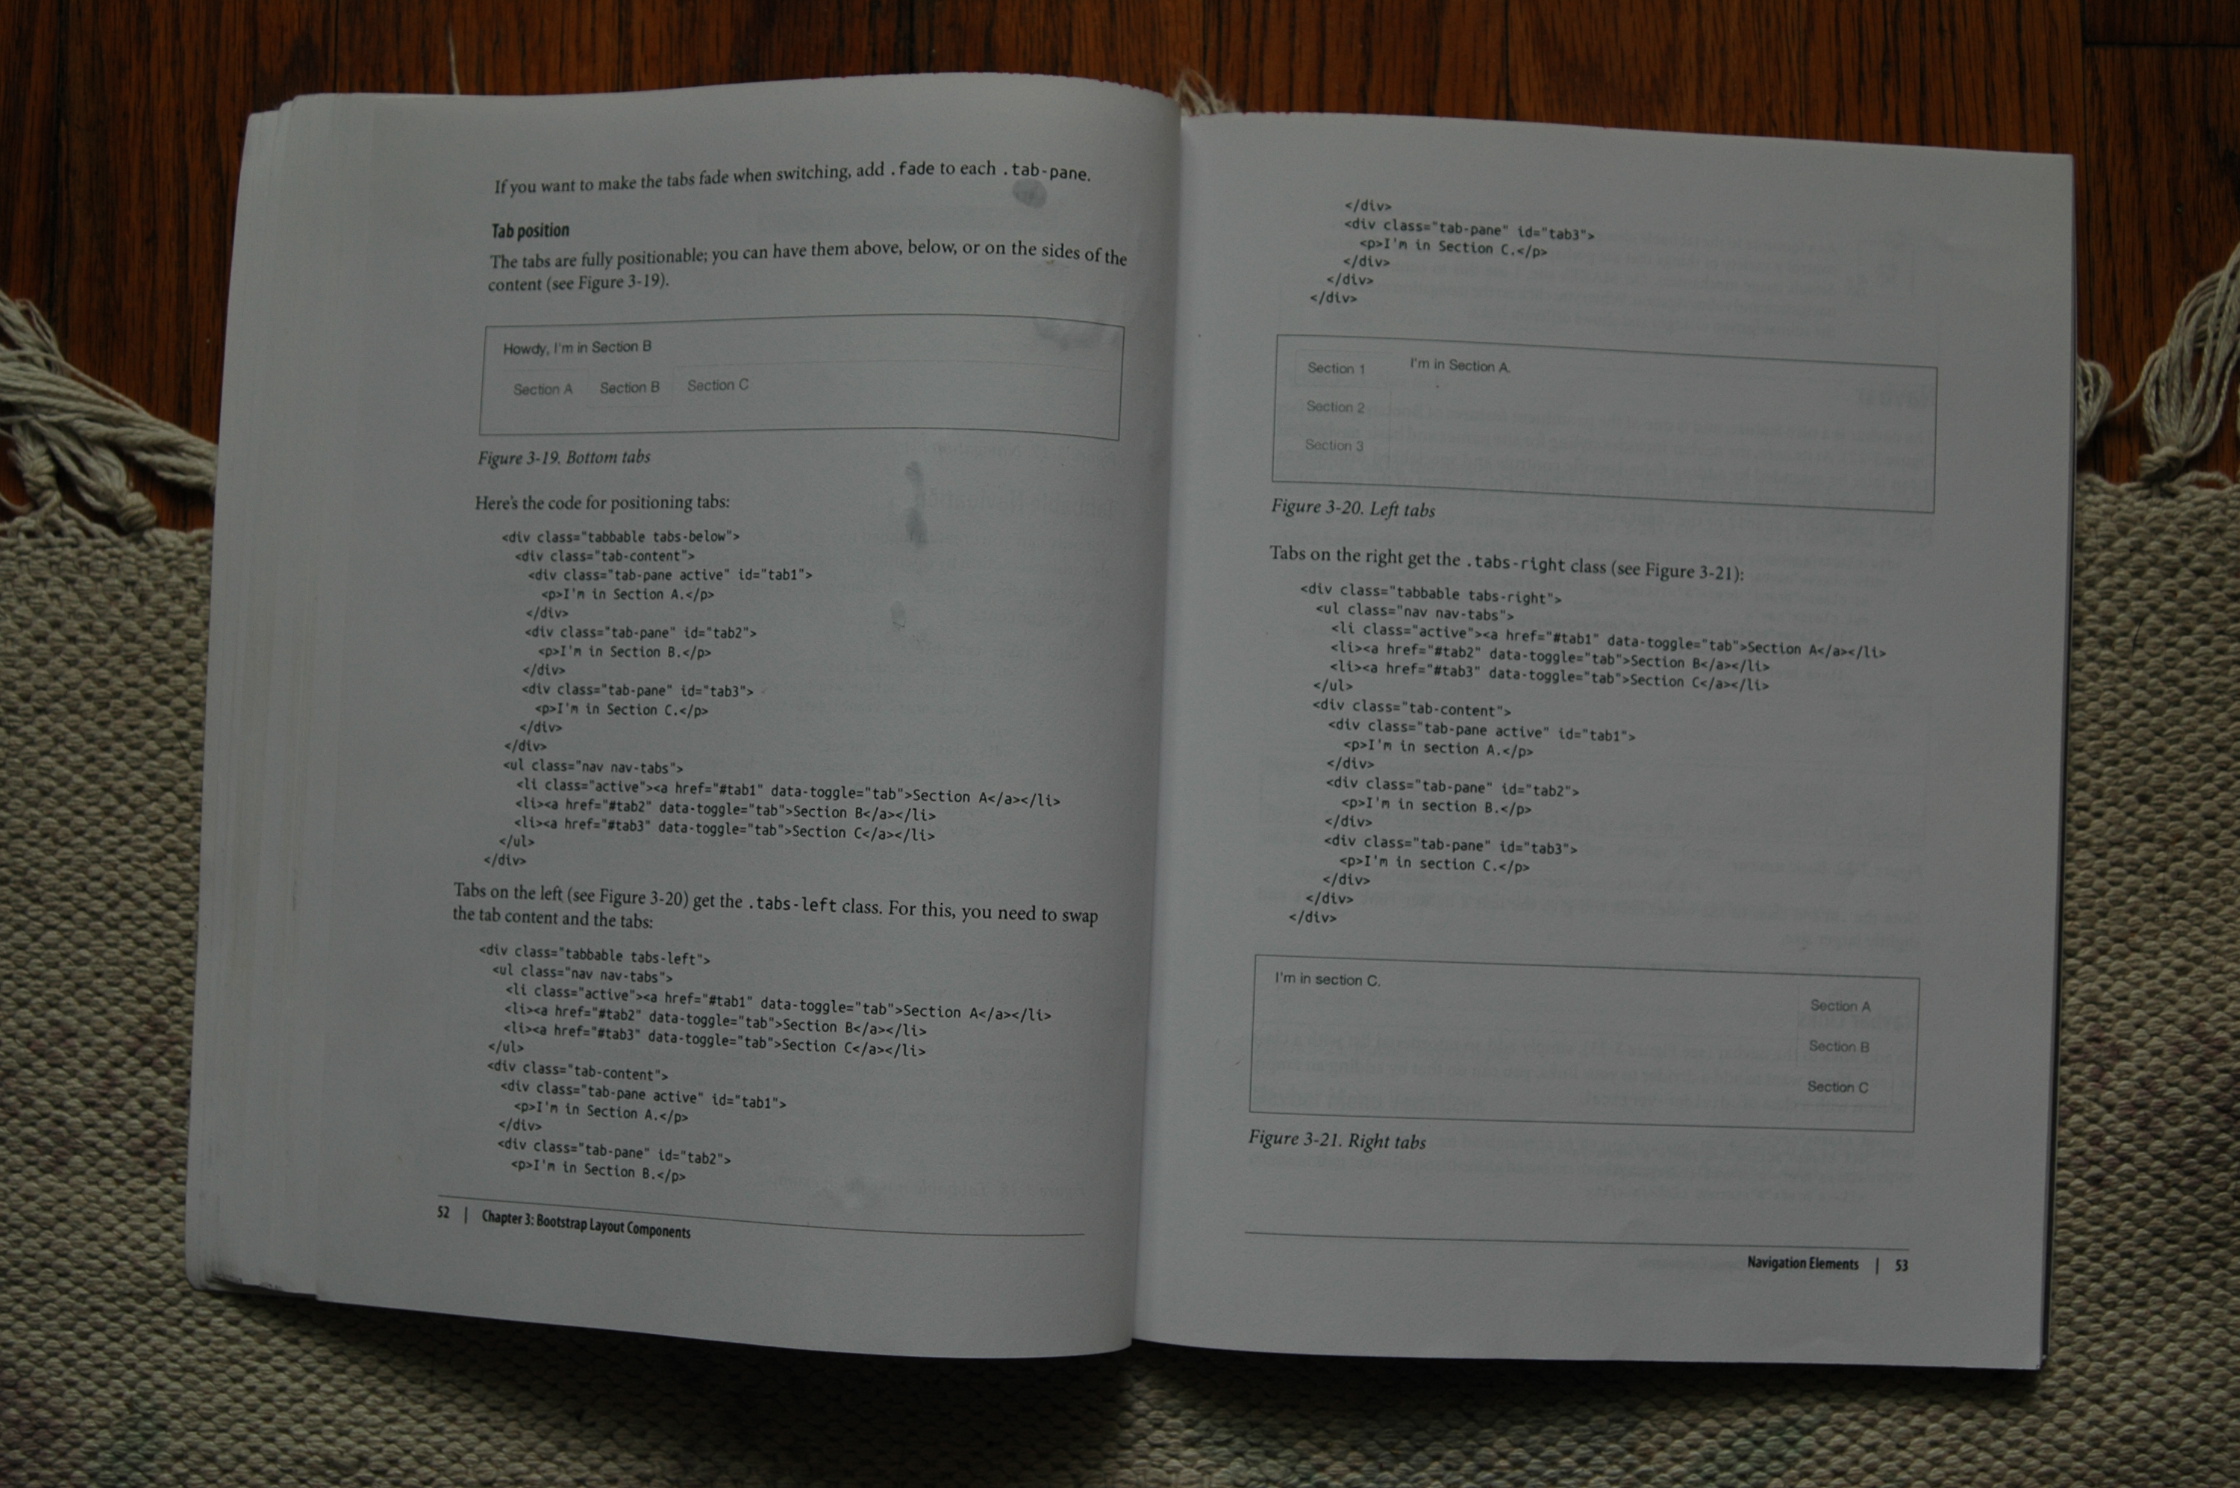 If you want to make the tabs fade when switching, add .fade to each .tab-pane.
Tab position
The tabs are fully positionable; you can have them above, below, or on the sides of the
content (see Figure 3-19).
Howdy, I'm in Section B
Section A Section B Section C
Figure 3-19. Bottom tabs
Here's the code for positioning tabs:
<div class="tabbable tabs-below">
<div class="tab-content">
<div class="tab-pane active" id="tab1">
<p>I'm in Section A.</p>
</div>
<div class="tab-pane" id="tab2">
<p>I'm in Section B.</p>
</div>
<div class="tab-pane" id="tab3">
<p>I'm in Section C.</p>
</div>
</div>
<ul class="nav nav-tabs">
<li class="active"><a href="#tab1" data-toggle="tab">Section A</a></li>
<li><a href="#tab2" data-toggle="tab">Section B</a></li>
<li><a href="#tab3" data-toggle="tab">Section C</a></li>
</ul>
</div>
Tabs on the left (see Figure 3-20) get the .tabs-left class. For this, you need to swap
the tab content and the tabs:
<div class="tabbable tabs-left">
<ul class="nav nav-tabs">
<li class="active"><a href="#tab1" data-toggle="tab">Section A</a></li>
<li><a href="#tab2" data-toggle="tab">Section B</a></li>
<li><a href="#tab3" data-toggle="tab">Section C</a></li>
</ul>
<div class="tab-content">
<div class="tab-pane active" id="tab1">
<p>I'm in Section A.</p>
</div>
<div class="tab-pane" id="tab2">
<p>I'm in Section B.</p>
52 | Chapter 3: Bootstrap Layout Components
</div>
<div class="tab-pane" id="tab3">
<p>I'm in Section C.</p>
</div>
</div>
</div>
Section 1 I'm in Section A.
Section 2
Section 3
Figure 3-20. Left tabs
Tabs on the right get the .tabs-right class (see Figure 3-21):
<div class="tabbable tabs-right">
<ul class="nav nav-tabs">
<li class="active"><a href="#tab1" data-toggle="tab">Section A</a></li>
<li><a href="#tab2" data-toggle="tab">Section B</a></li>
<li><a href="#tab3" data-toggle="tab">Section C</a></li>
</ul>
<div class="tab-content">
<div class="tab-pane active" id="tab1">
<p>I'm in section A.</p>
</div>
<div class="tab-pane" id="tab2">
<p>I'm in section B.</p>
</div>
<div class="tab-pane" id="tab3">
<p>I'm in section C.</p>
</div>
</div>
</div>
I'm in section C.
Section A
Section B
Section C
Figure 3-21. Right tabs
Navigation Elements | 53